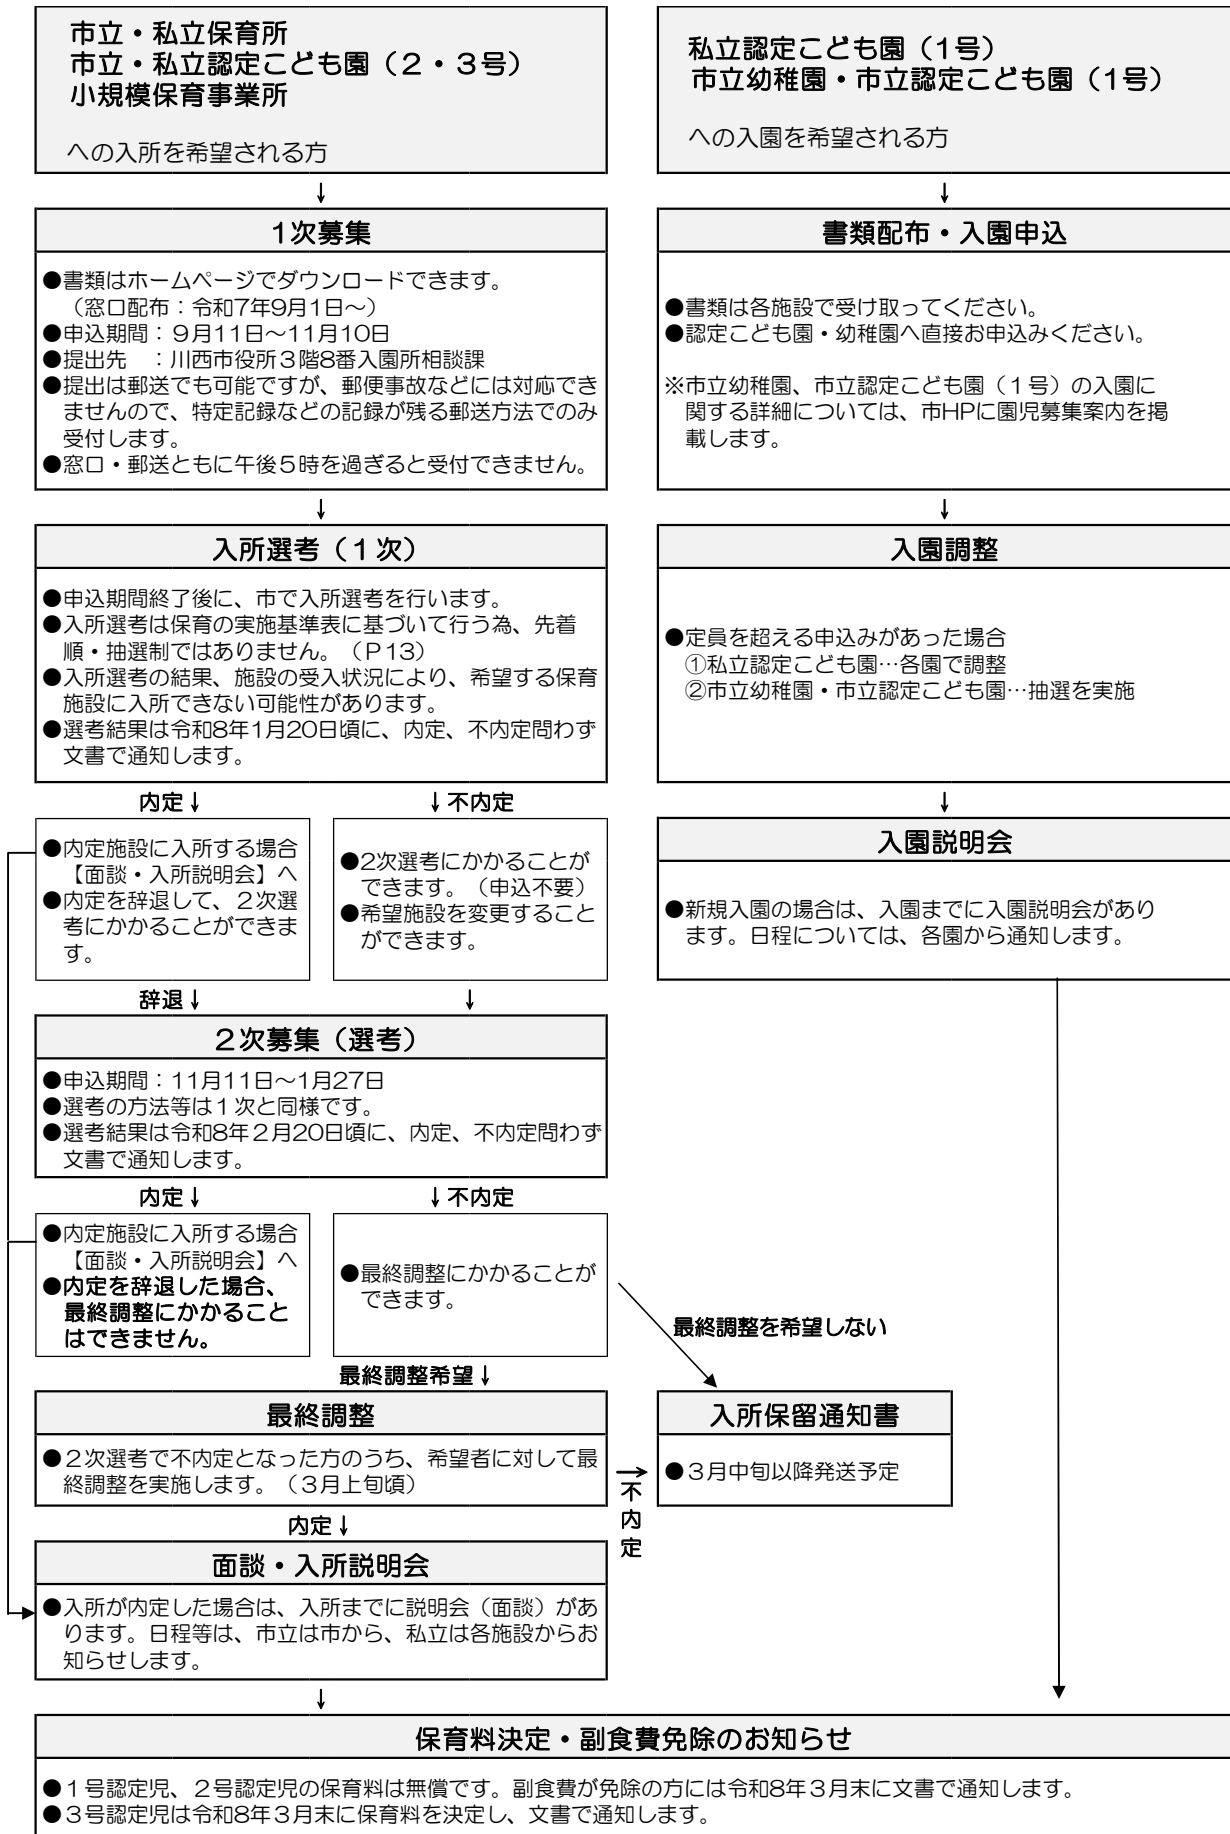 市立・私立保育所
市立・私立認定こども園（２・３号）
小規模保育事業所
への入所を希望される方
↓
1次募集
●書類はホームページでダウンロードできます。
（窓口配布：令和7年9月1日～）
●申込期間：９月11日～11月10日
●提出先　：川西市役所３階8番入園所相談課
●提出は郵送でも可能ですが、郵便事故などには対応でき
ませんので、特定記録などの記録が残る郵送方法でのみ
受付します。
●窓口・郵送ともに午後５時を過ぎると受付できません。
↓
入所選考（１次）
●申込期間終了後に、市で入所選考を行います。
●入所選考は保育の実施基準表に基づいて行う為、先着
順・抽選制ではありません。（Ｐ13）
●入所選考の結果、施設の受入状況により、希望する保育
施設に入所できない可能性があります。
●選考結果は令和8年1月20日頃に、内定、不内定問わず
文書で通知します。
内定↓
●内定施設に入所する場合
【面談・入所説明会】へ
●内定を辞退して、２次選
考にかかることができま
す。
辞退↓
↓不内定
●2次選考にかかることが
できます。（申込不要）
●希望施設を変更すること
ができます。
↓
２次募集（選考）
●申込期間：11月11日～1月27日
●選考の方法等は１次と同様です。
●選考結果は令和8年２月20日頃に、内定、不内定問わず
文書で通知します。
内定↓
●内定施設に入所する場合
【面談・入所説明会】へ
●内定を辞退した場合、
最終調整にかかること
はできません。
↓不内定
●最終調整にかかることが
できます。
最終調整希望↓
最終調整を希望しない
最終調整
●２次選考で不内定となった方のうち、希望者に対して最
終調整を実施します。（３月上旬頃）
→
不
内
定
入所保留通知書
●３月中旬以降発送予定
内定↓
面談・入所説明会
●入所が内定した場合は、入所までに説明会（面談）があ
ります。日程等は、市立は市から、私立は各施設からお
知らせします。
↓
私立認定こども園（1号）
市立幼稚園・市立認定こども園（1号）
への入園を希望される方
↓
書類配布・入園申込
●書類は各施設で受け取ってください。
●認定こども園・幼稚園へ直接お申込みください。
※市立幼稚園、市立認定こども園（１号）の入園に
関する詳細については、市HPに園児募集案内を掲
載します。
↓
入園調整
●定員を超える申込みがあった場合
①私立認定こども園…各園で調整
②市立幼稚園・市立認定こども園…抽選を実施
↓
入園説明会
●新規入園の場合は、入園までに入園説明会があり
ます。日程については、各園から通知します。
保育料決定・副食費免除のお知らせ
●１号認定児、２号認定児の保育料は無償です。副食費が免除の方には令和8年３月末に文書で通知します。
●３号認定児は令和8年３月末に保育料を決定し、文書で通知します。